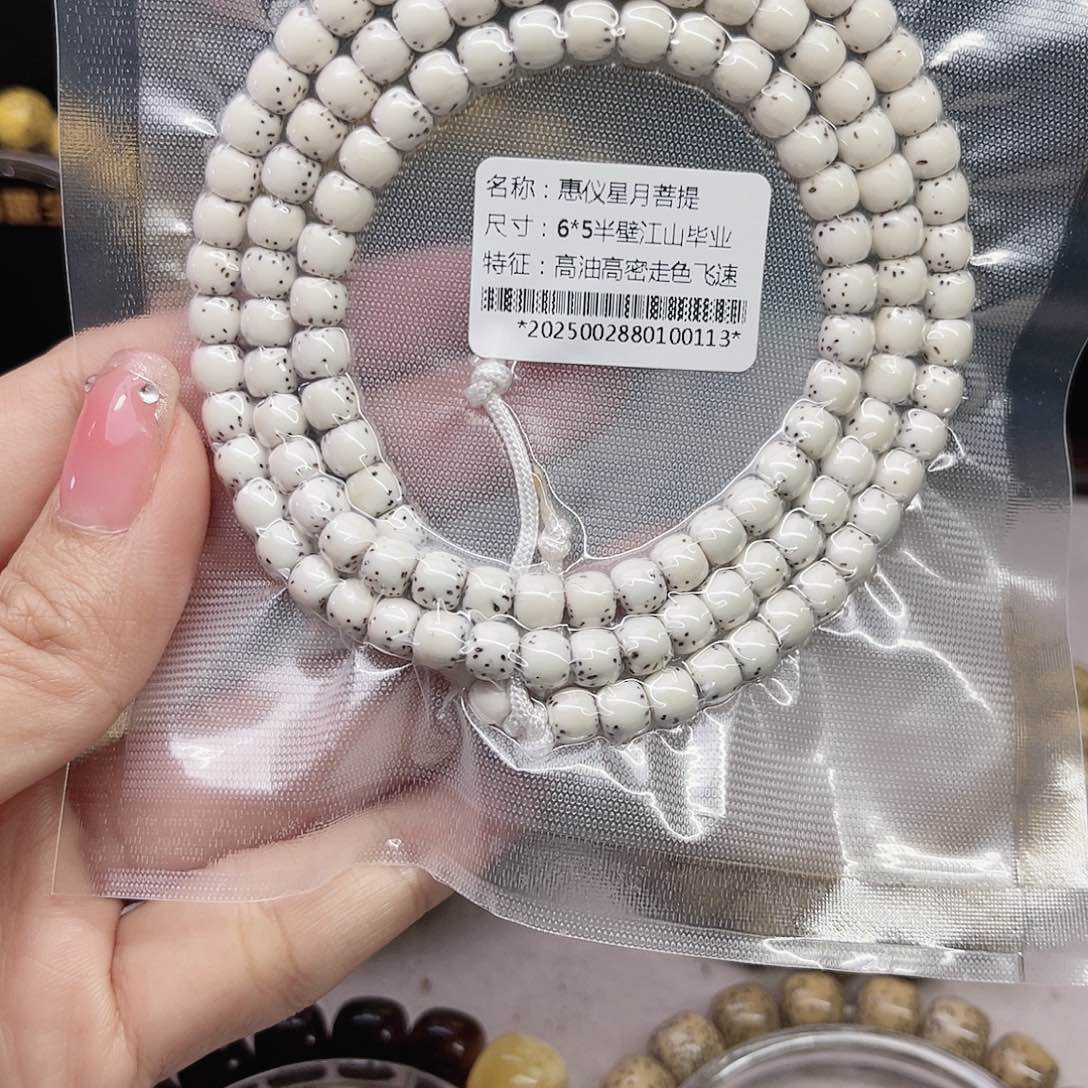 名称：惠仪星月菩提
尺寸：6*5半壁江山毕业
特征：高油高密走色飞速
*2025002880100113*